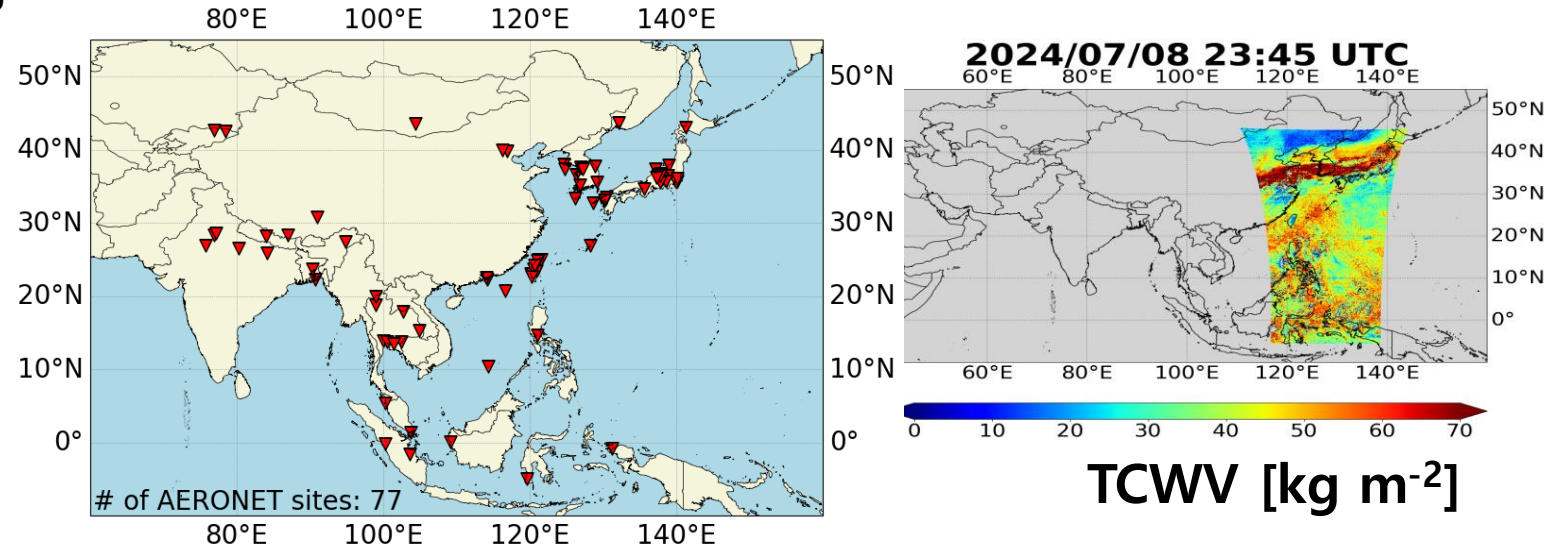 80°E 100°E 120°E 140°E
50°N
40°N
30°N
20°N
10°N
0°
50°N
40°N
30°N
20°N
10°N
0°
# of AERONET sites: 77
80°E 100°E 120°E 140°E
2024/07/08 23:45 UTC
60°E 80°E 100°E 120°E 140°E
50°N
40°N
30°N
20°N
10°N
0°
60°E 80°E 100°E 120°E 140°E
0 10 20 30 40 50 60 70
TCWV [kg m⁻²]